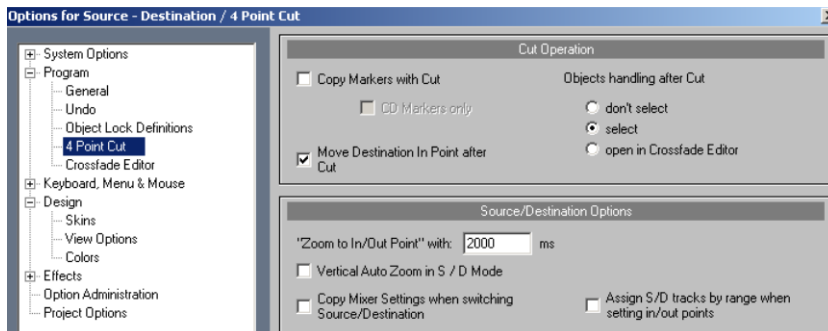 Options for Source - Destination / 4 Point Cut
System Options
Program
General
Undo
Object Lock Definitions
4 Point Cut
Crossfade Editor
Keyboard, Menu & Mouse
Design
Skins
View Options
Colors
Effects
Option Administration
Project Options
Cut Operation
Copy Markers with Cut
CD Markers only
Move Destination In Point after
Cut
Objects handling after Cut
don't select
select
open in Crossfade Editor
Source/Destination Options
"Zoom to In/Out Point" with: 2000 ms
Vertical Auto Zoom in S / D Mode
Copy Mixer Settings when switching
Source/Destination
Assign S/D tracks by range when
setting in/out points